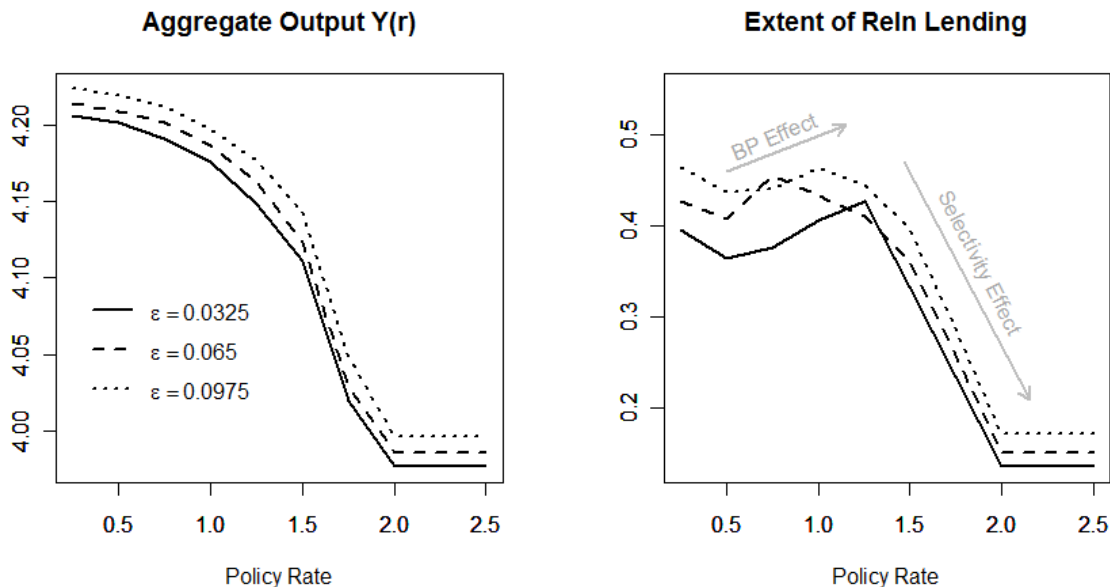 Aggregate Output Y(r)
4.20
4.15
4.10
4.05
4.00
ε = 0.0325
ε = 0.065
ε = 0.0975
0.5 1.0 1.5 2.0 2.5
Policy Rate
Extent of Reln Lending
0.5
0.4
0.3
0.2
BP Effect
Selectivity Effect
0.5 1.0 1.5 2.0 2.5
Policy Rate